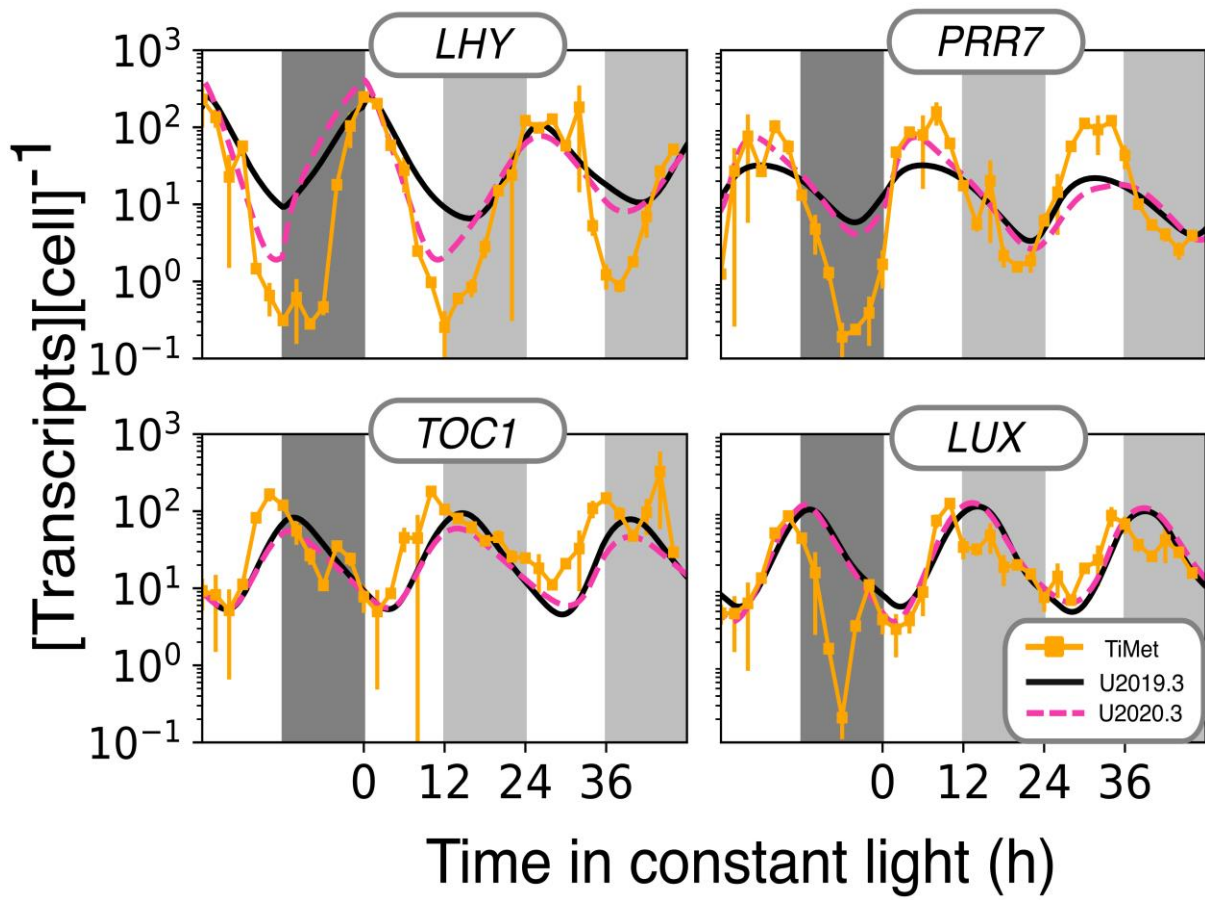 LHY
PRR7
10³
10²
10¹
10⁰
10⁻¹
TOC1
LUX
10³
10²
10¹
10⁰
10⁻¹
[Transcripts][cell]⁻¹
TiMet
U2019.3
U2020.3
0 12 24 36
0 12 24 36
Time in constant light (h)